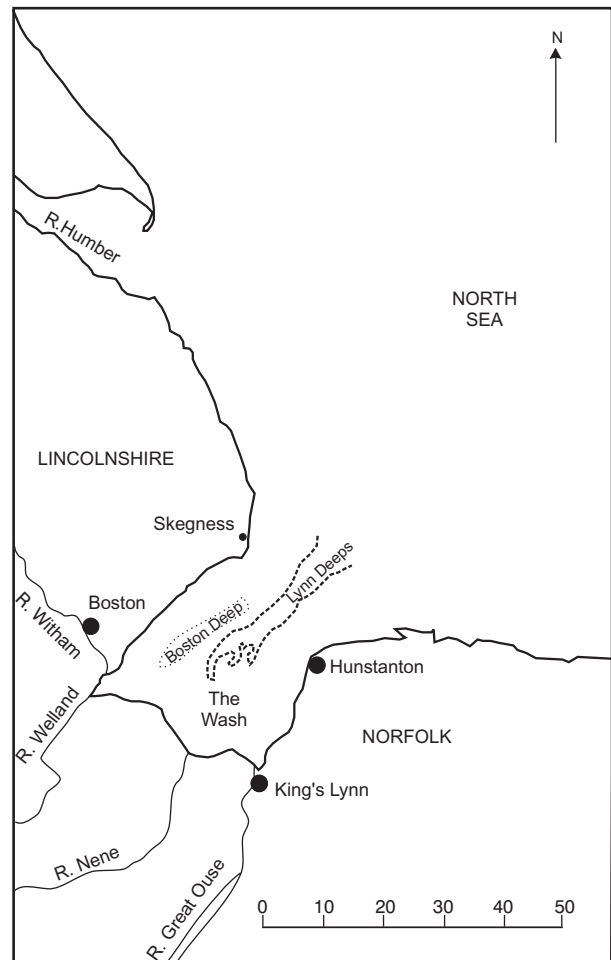 N
R.Humber
NORTH
SEA
LINCOLNSHIRE
Skegness
Lynn Deeps
Boston
Boston Deep
R. Witham
Hunstanton
The
Wash
R. Welland
NORFOLK
King's Lynn
R. Nene
R. Great Ouse
0 10 20 30 40 50